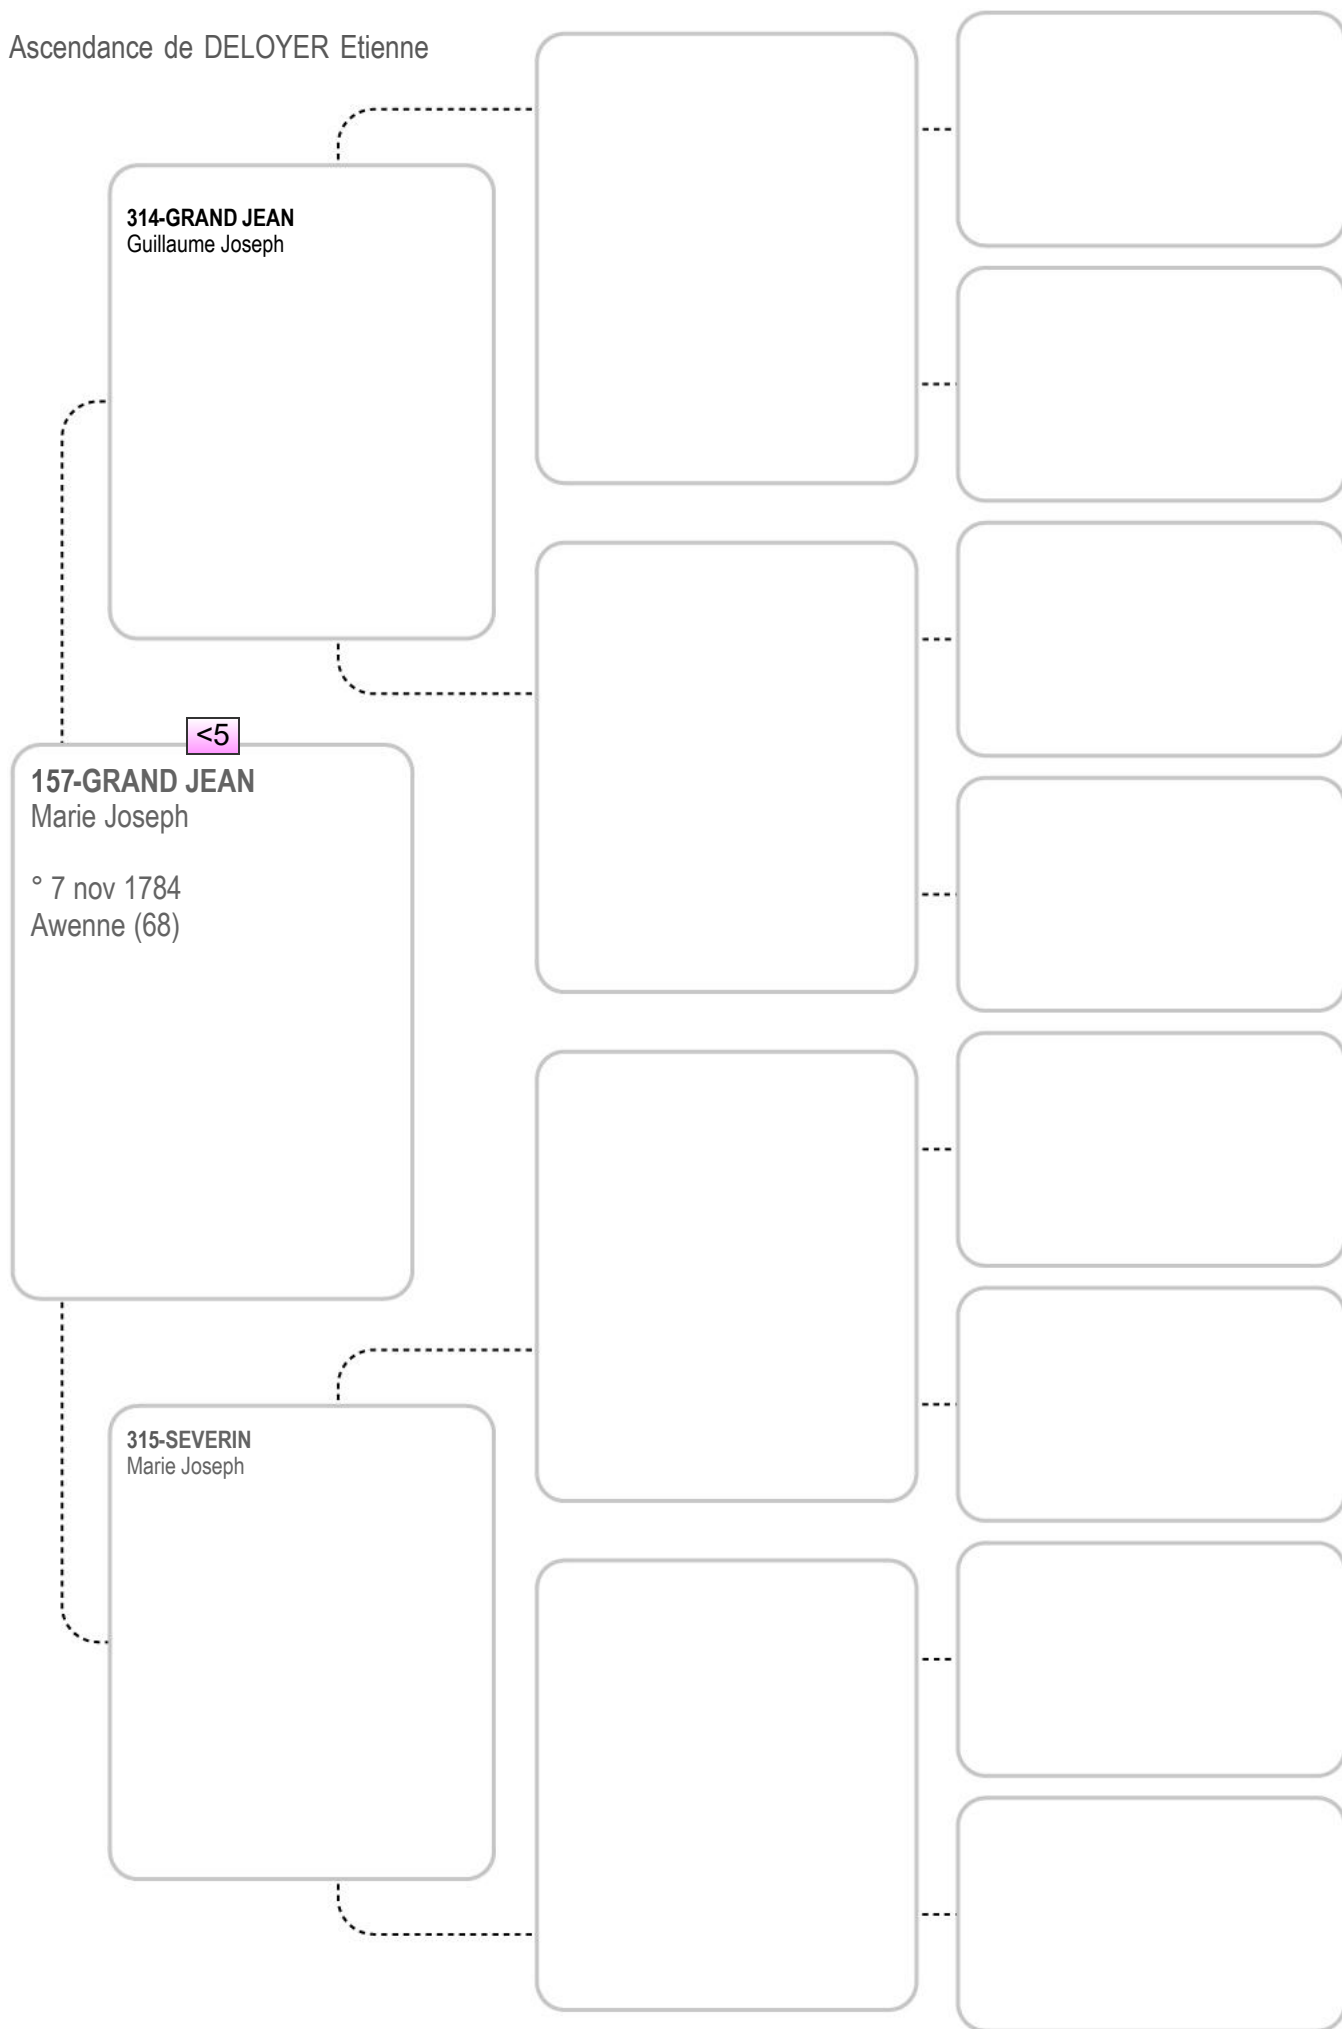 Ascendance de DELOYER Etienne
314-GRAND JEAN
Guillaume Joseph
<5
157-GRAND JEAN
Marie Joseph
° 7 nov 1784
Awenne (68)
315-SEVERIN
Marie Joseph